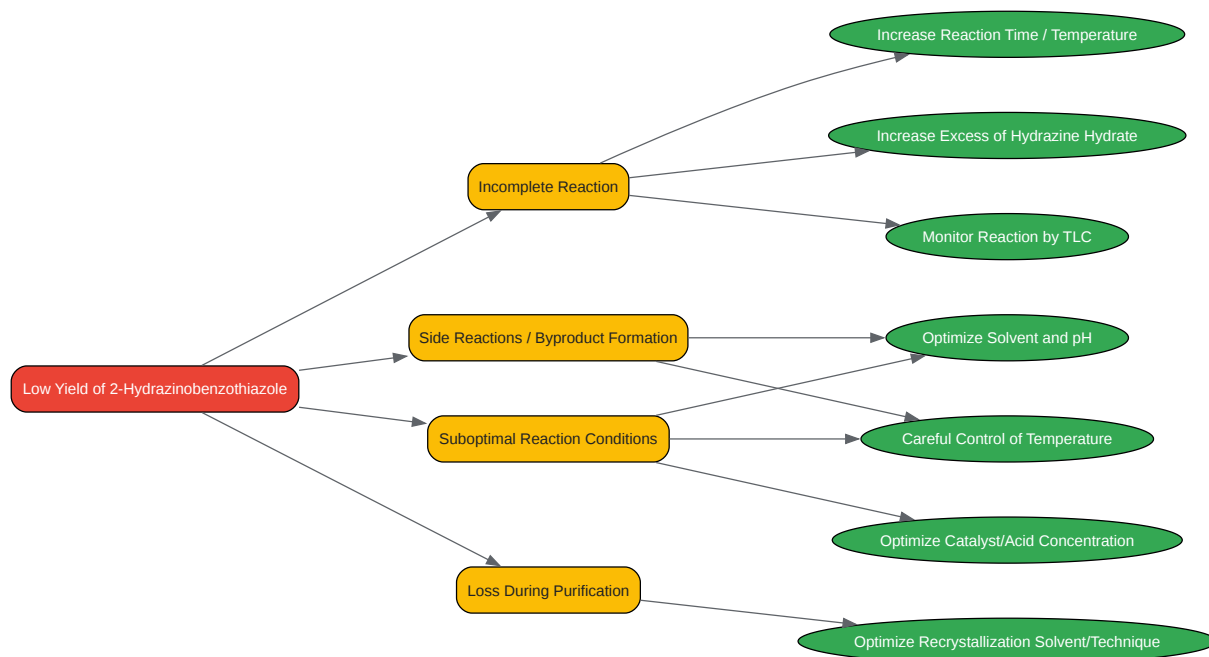 Increase Reaction Time / Temperature
Increase Excess of Hydrazine Hydrate
Incomplete Reaction
Monitor Reaction by TLC
Side Reactions / Byproduct Formation
Optimize Solvent and pH
Low Yield of 2-Hydrazinobenzothiazole
Suboptimal Reaction Conditions
Careful Control of Temperature
Optimize Catalyst/Acid Concentration
Loss During Purification
Optimize Recrystallization Solvent/Technique